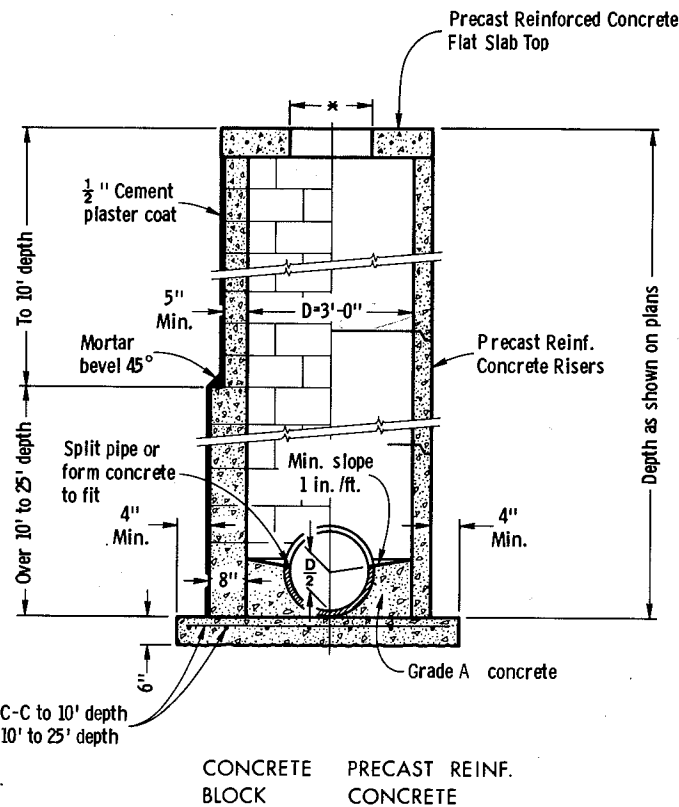 Precast Reinforced Concrete
Flat Slab Top
*
1/2" Cement
plaster coat
To 10' depth
5"
Min.
D=3'-0"
Mortar
bevel 45°
Precast Reinf.
Concrete Risers
Depth as shown on plans
Split pipe or
form concrete
to fit
Min. slope
1 in./ft.
Over 10' to 25' depth
4"
Min.
4"
Min.
D/2
8"
6"
Grade A concrete
C-C to 10' depth
10' to 25' depth
CONCRETE
BLOCK
PRECAST REINF.
CONCRETE